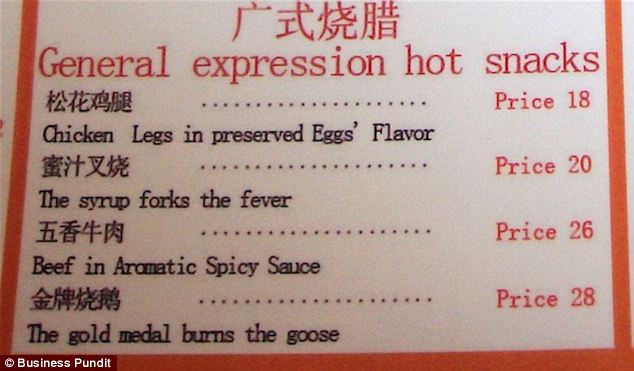 广式烧腊
General expression hot snacks
松花鸡腿 ..................... Price 18
Chicken Legs in preserved Eggs' Flavor
蜜汁叉烧 ..................... Price 20
The syrup forks the fever
五香牛肉 ..................... Price 26
Beef in Aromatic Spicy Sauce
金牌烧鹅 ..................... Price 28
The gold medal burns the goose
© Business Pundit